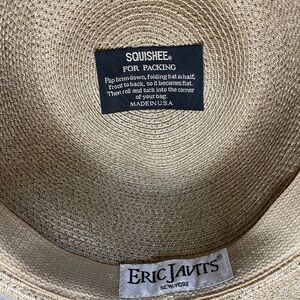 SQUISHEE®
FOR PACKING
Flip brim down, folding hat in half,
front to back, so it becomes flat.
Then roll and tuck into the corner
of your bag.
MADE IN U.S.A
ERIC JAVITS®
NEW YORK